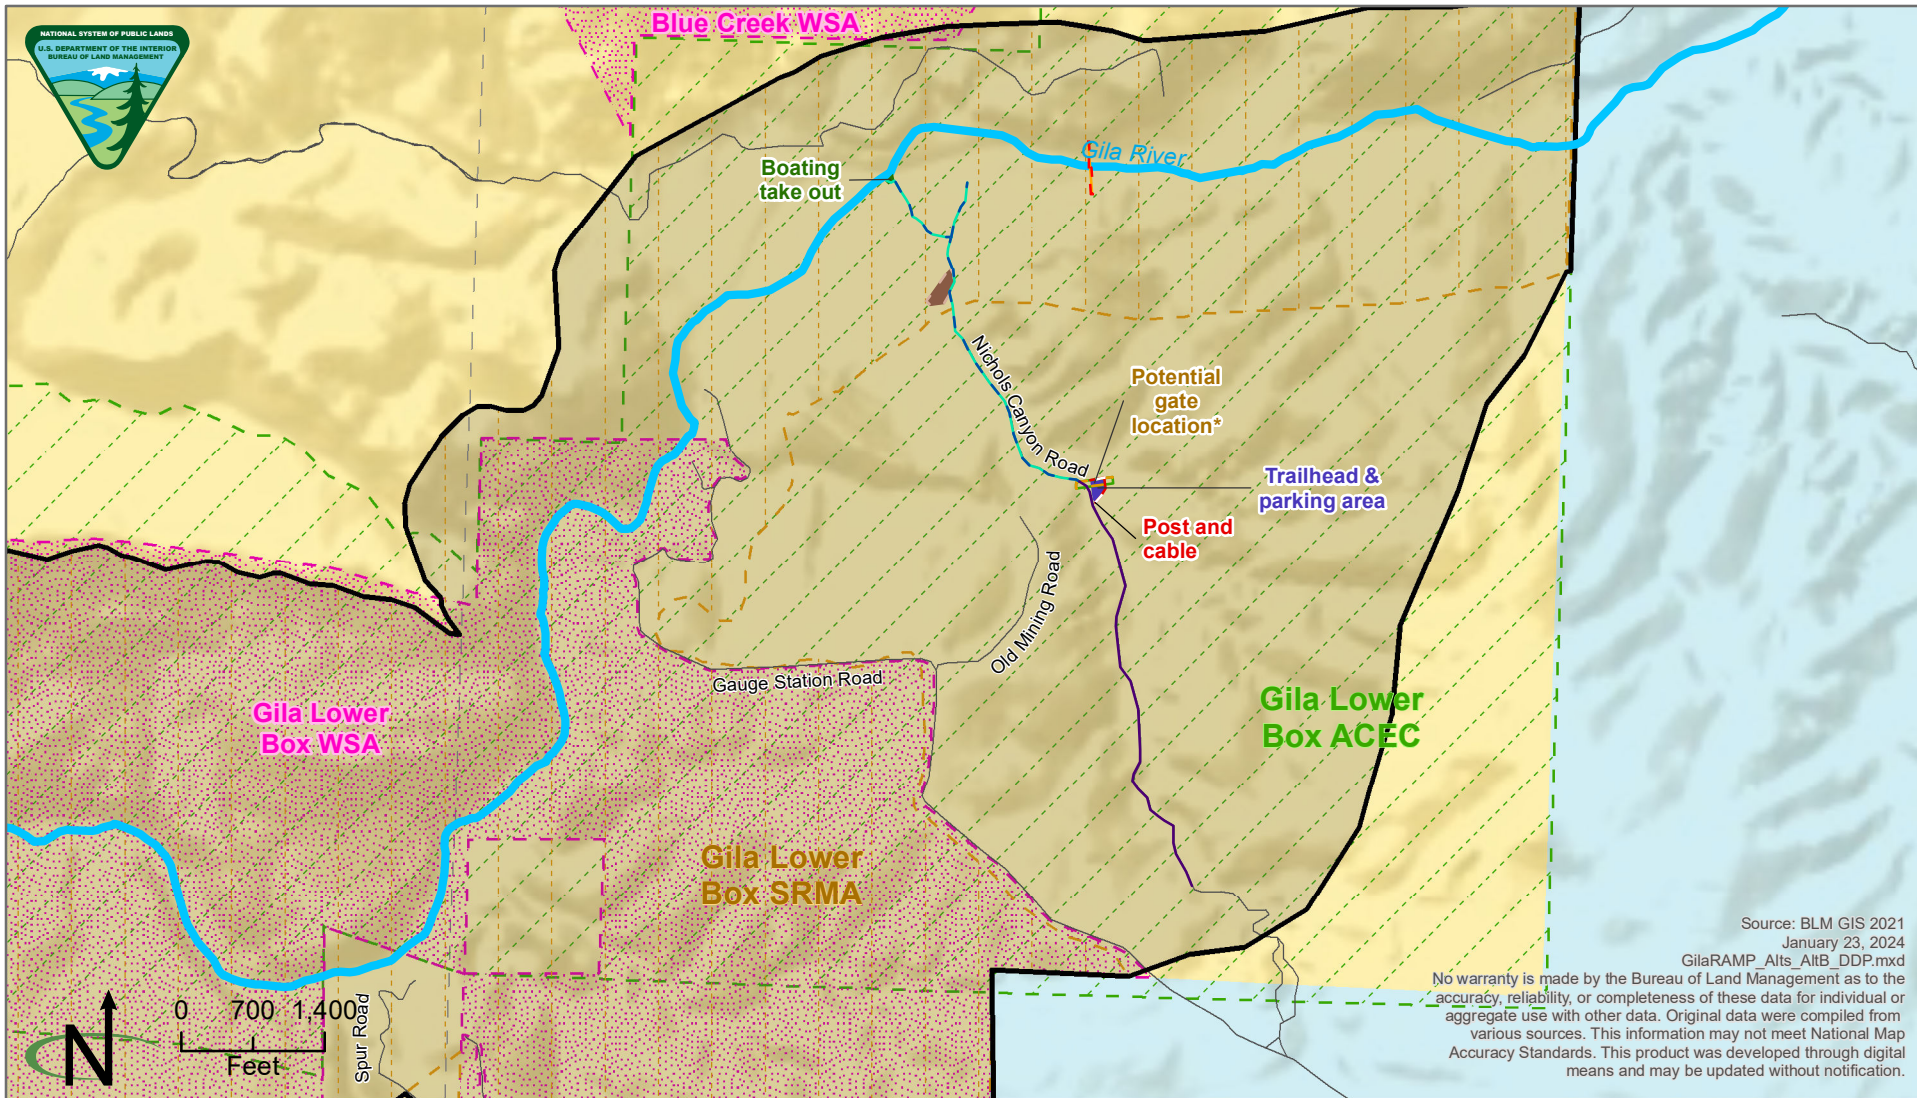 NATIONAL SYSTEM OF PUBLIC LANDS
U.S. DEPARTMENT OF THE INTERIOR
BUREAU OF LAND MANAGEMENT
Blue Creek WSA
Boating
take out
Gila River
Nichols Canyon Road
Potential
gate
location*
Trailhead &
parking area
Post and
cable
Old Mining Road
Gauge Station Road
Gila Lower
Box WSA
Gila Lower
Box ACEC
Gila Lower
Box SRMA
Spur Road
0 700 1,400
Feet
N
Source: BLM GIS 2021
January 23, 2024
GilaRAMP_Alts_AltB_DDP.mxd
No warranty is made by the Bureau of Land Management as to the
accuracy, reliability, or completeness of these data for individual or
aggregate use with other data. Original data were compiled from
various sources. This information may not meet National Map
Accuracy Standards. This product was developed through digital
means and may be updated without notification.